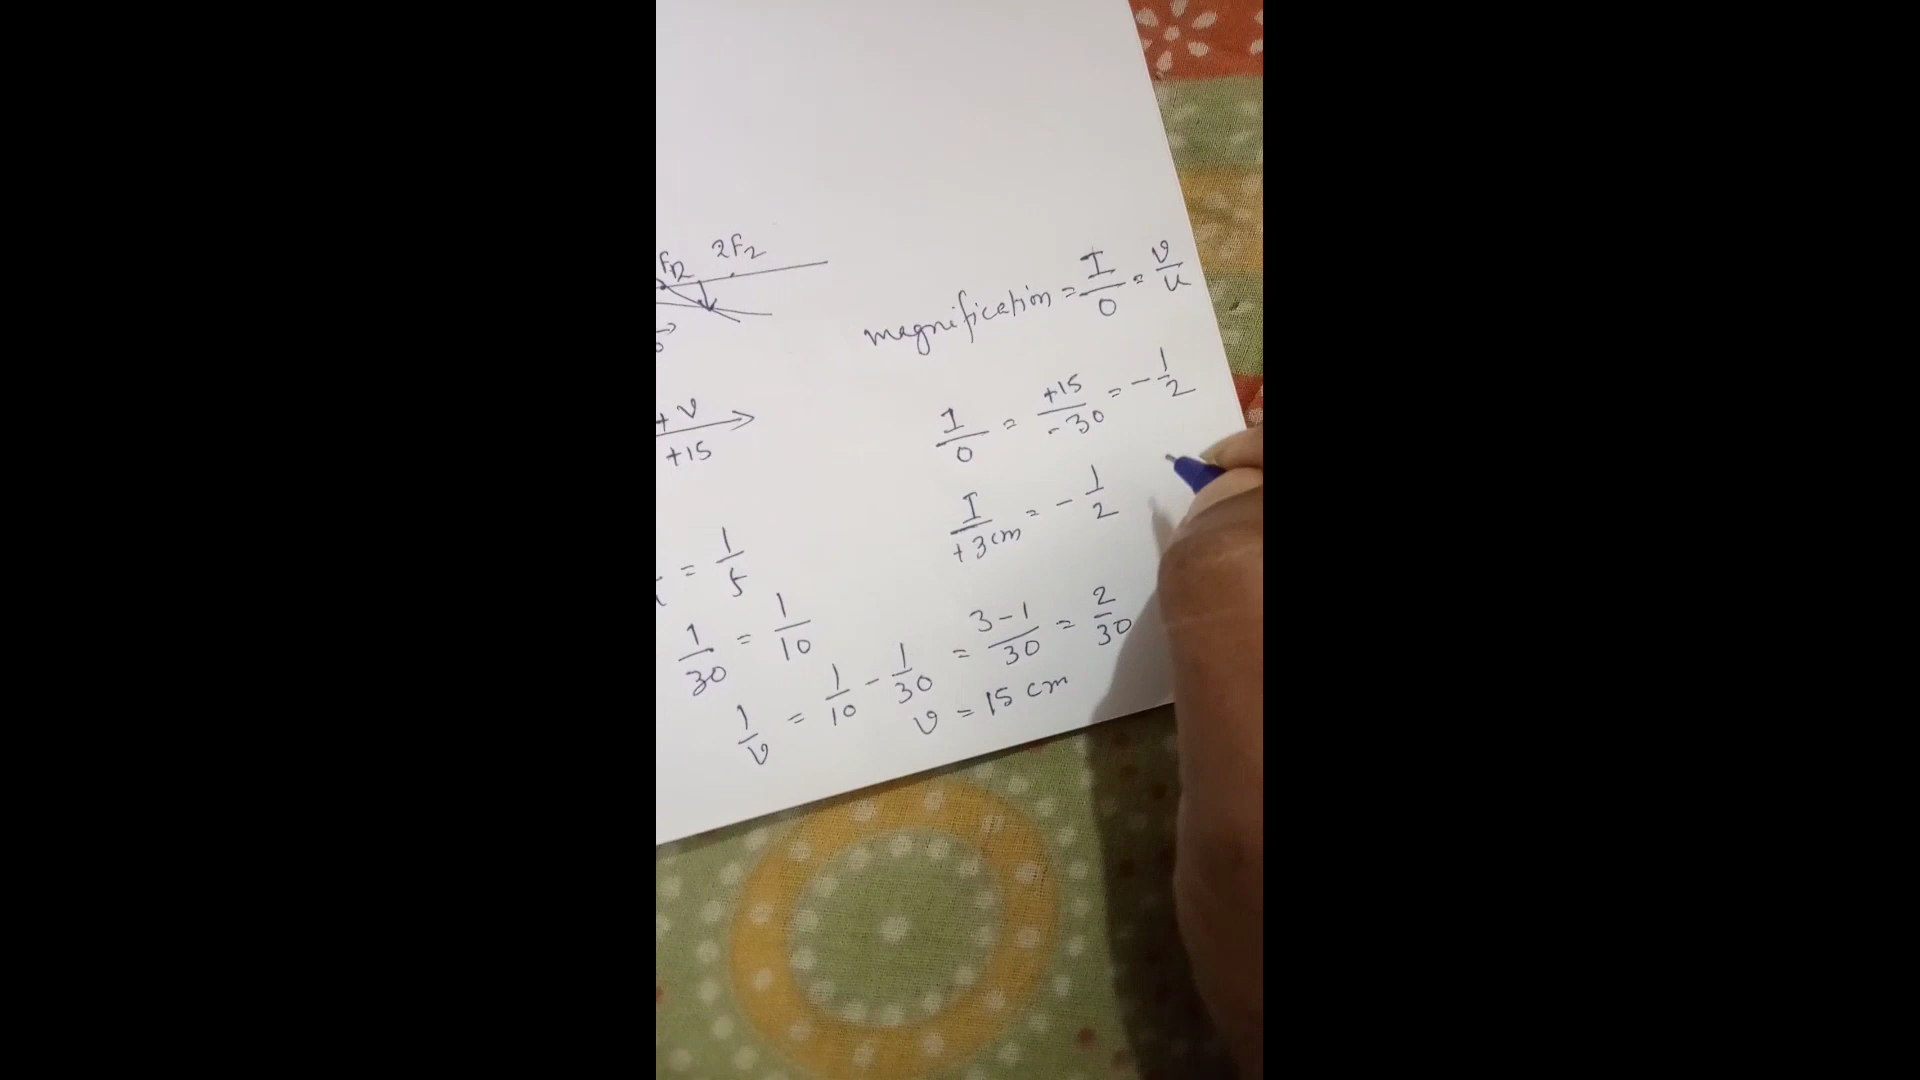 F2 2F2
magnification = I/O = v/u
+ v
+15
I/O = +15/-30 = - 1/2
I/+3cm = - 1/2
= 1/5
1/30 = 1/10
1/v = 1/10 - 1/30 = 3-1/30 = 2/30
v = 15 cm